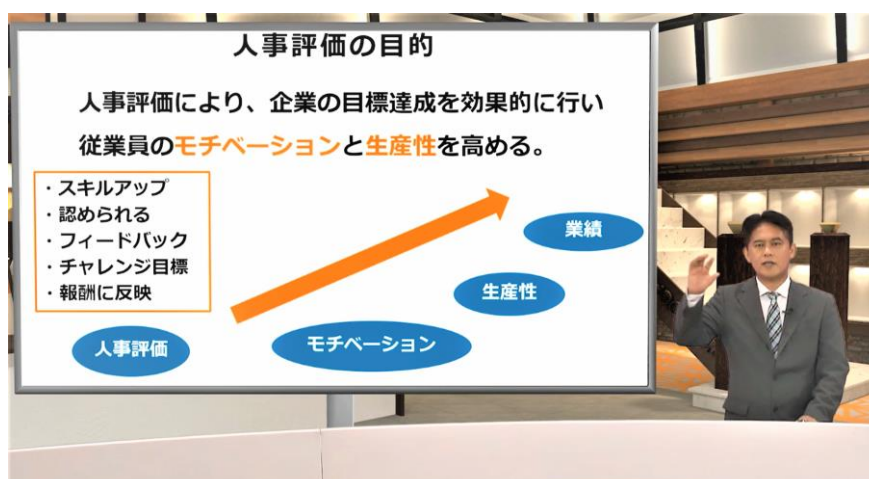 人事評価の目的
人事評価により、企業の目標達成を効果的に行い
従業員のモチベーションと生産性を高める。
・スキルアップ
・認められる
・フィードバック
・チャレンジ目標
・報酬に反映
業績
生産性
モチベーション
人事評価